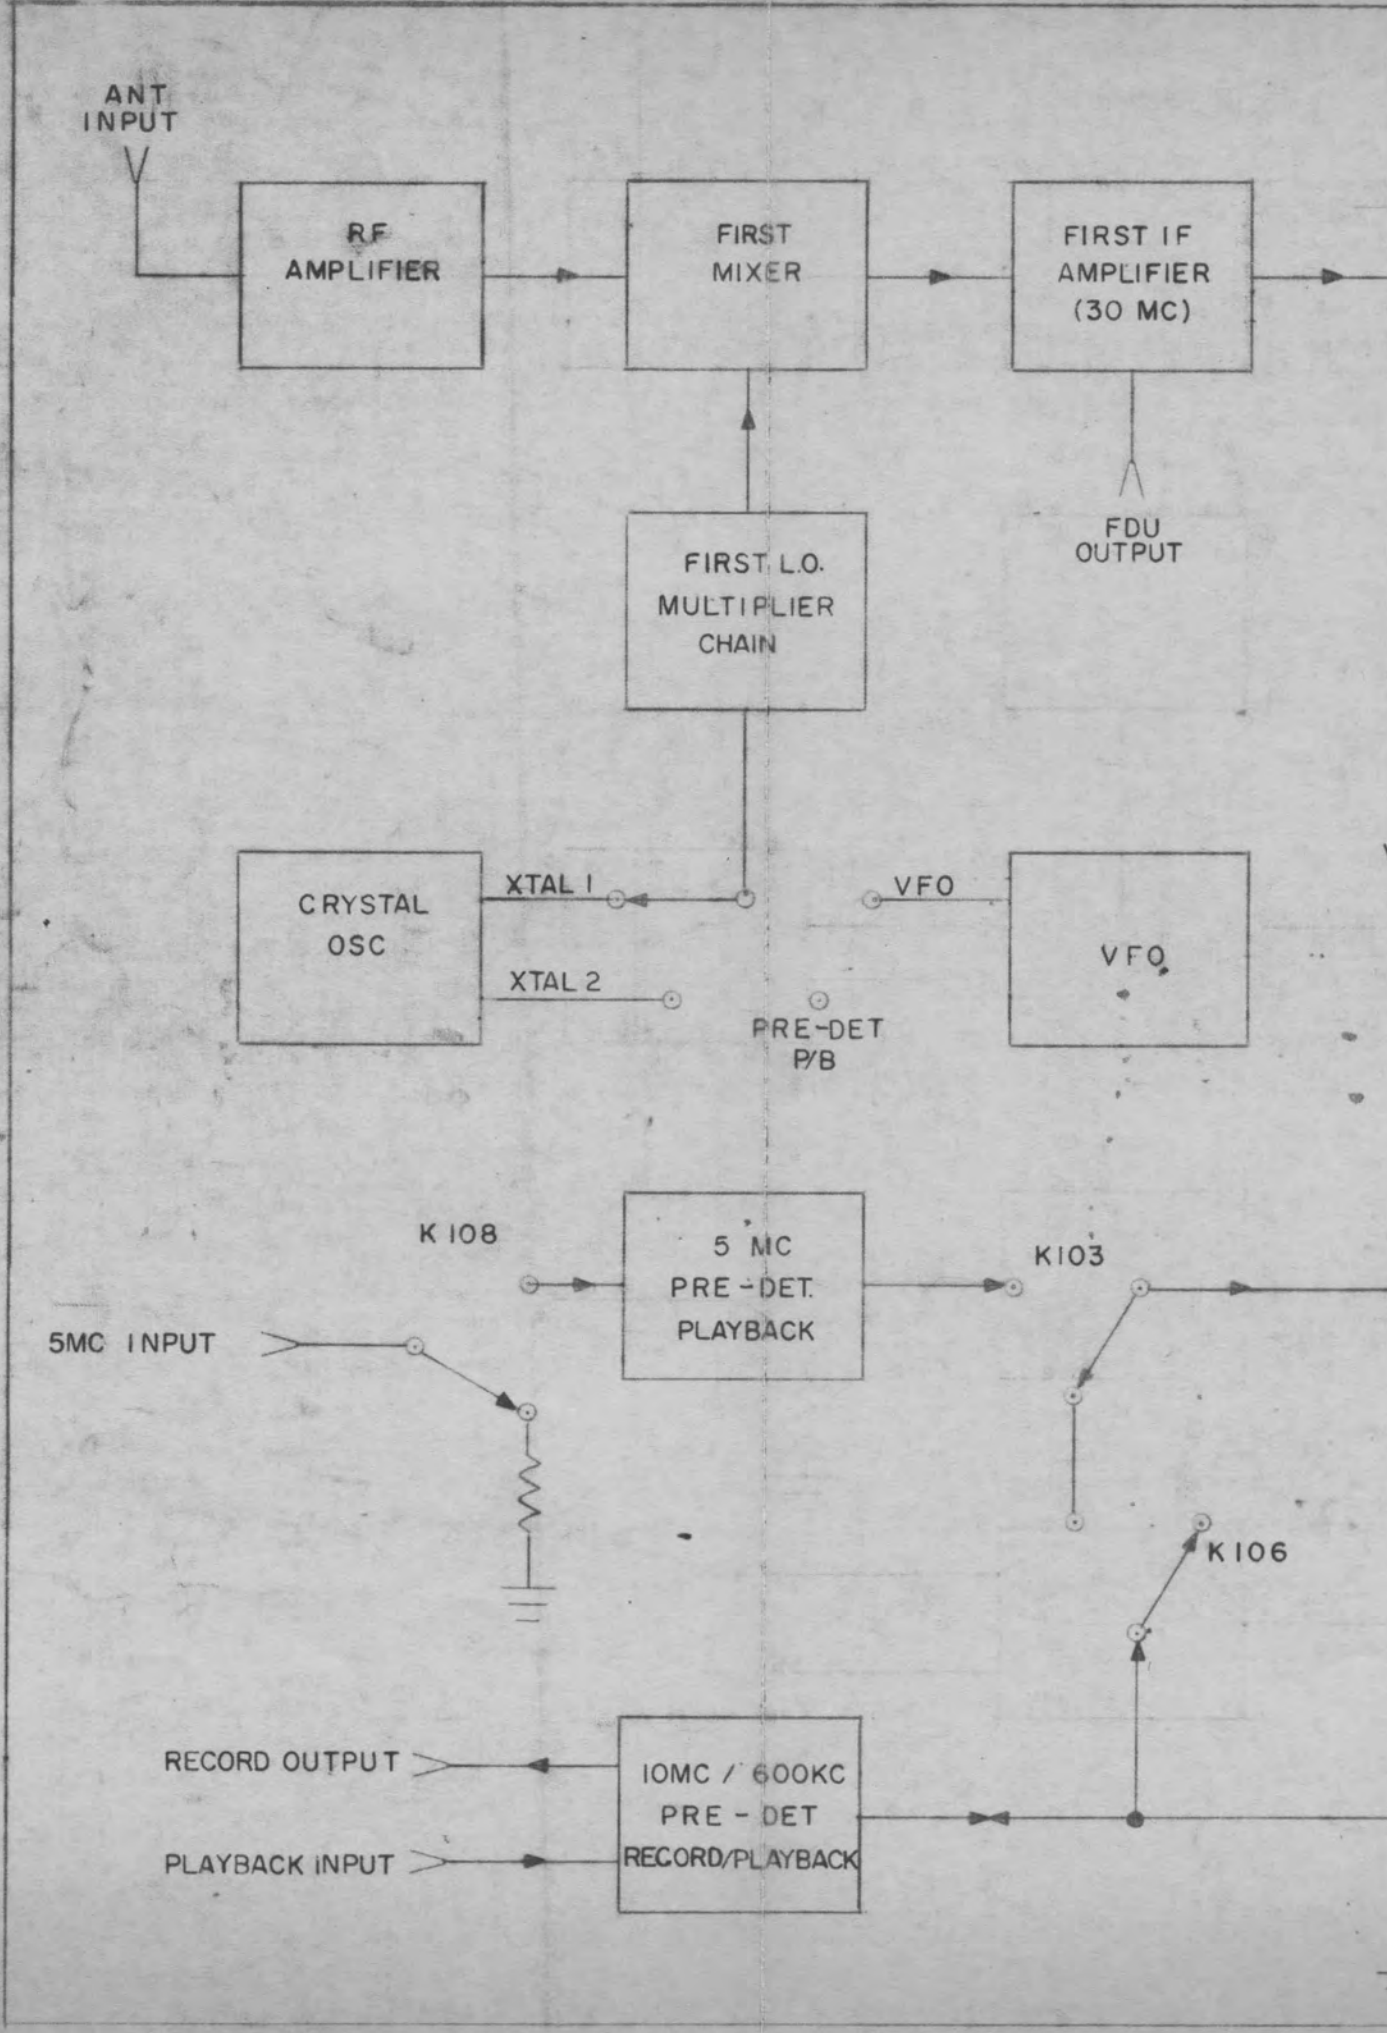 ANT
INPUT
RF
AMPLIFIER
FIRST
MIXER
FIRST IF
AMPLIFIER
(30 MC)
FDU
OUTPUT
FIRST L.O.
MULTIPLIER
CHAIN
CRYSTAL
OSC
XTAL 1
XTAL 2
VFO
VFO
PRE-DET
P/B
K 108
5 MC
PRE-DET.
PLAYBACK
K103
5MC INPUT
K106
RECORD OUTPUT
PLAYBACK INPUT
10MC / 600KC
PRE-DET
RECORD/PLAYBACK